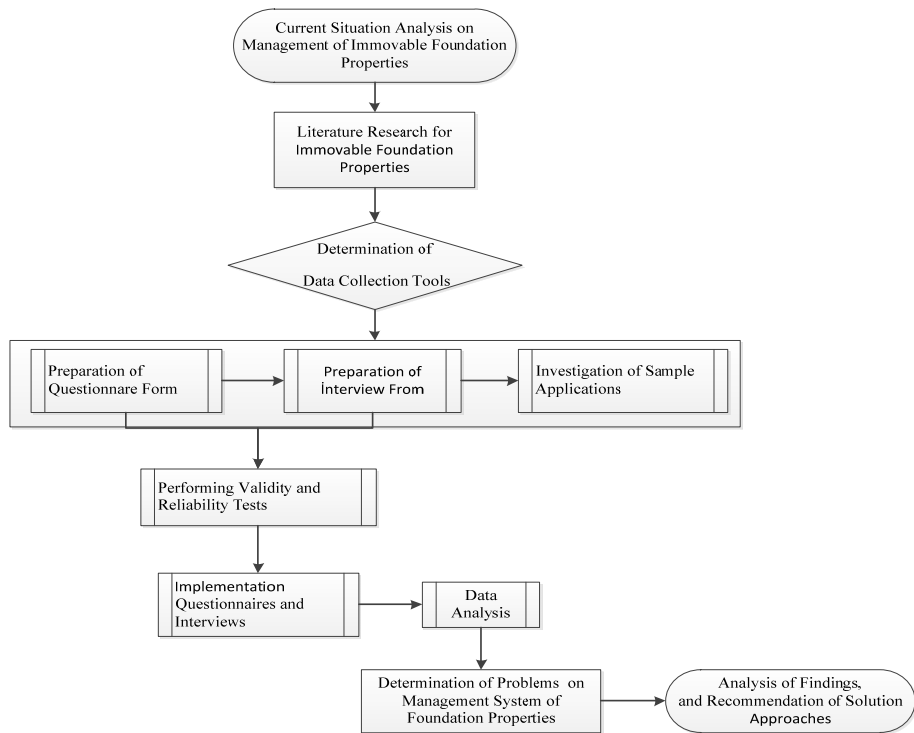 Current Situation Analysis on
Management of Immovable Foundation
Properties
Literature Research for
Immovable Foundation
Properties
Determination of
Data Collection Tools
Preparation of
Questionnare Form
Preparation of
İnterview From
Investigation of Sample
Applications
Performing Validity and
Reliability Tests
Implementation
Questionnaires and
Interviews
Data
Analysis
Determination of Problems on
Management System of
Foundation Properties
Analysis of Findings,
and Recommendation of Solution
Approaches